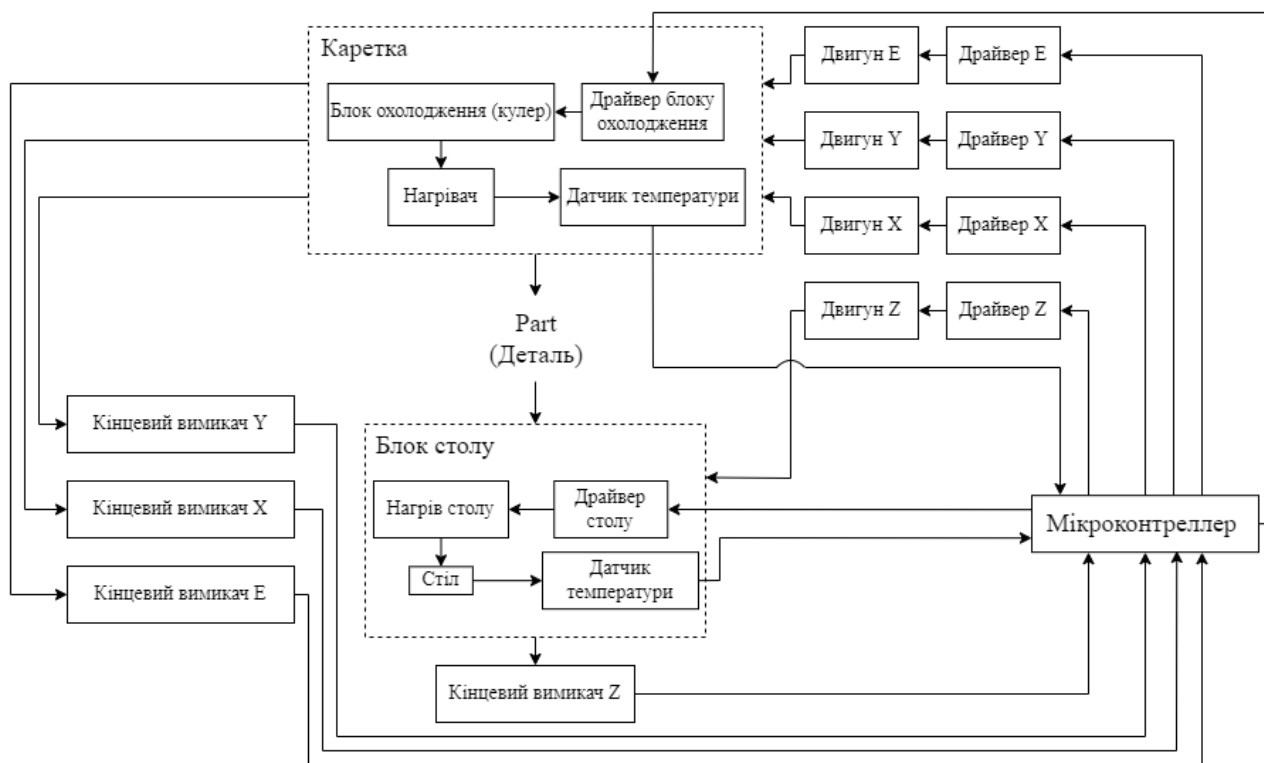 Каретка
Блок охолодження (кулер)
Драйвер блоку
охолодження
Нагрівач
Датчик температури
Двигун E
Драйвер E
Двигун Y
Драйвер Y
Двигун X
Драйвер X
Двигун Z
Драйвер Z
Part
(Деталь)
Кінцевий вимикач Y
Кінцевий вимикач X
Кінцевий вимикач E
Блок столу
Нагрів столу
Драйвер
столу
Стіл
Датчик
температури
Кінцевий вимикач Z
Мікроконтреллер